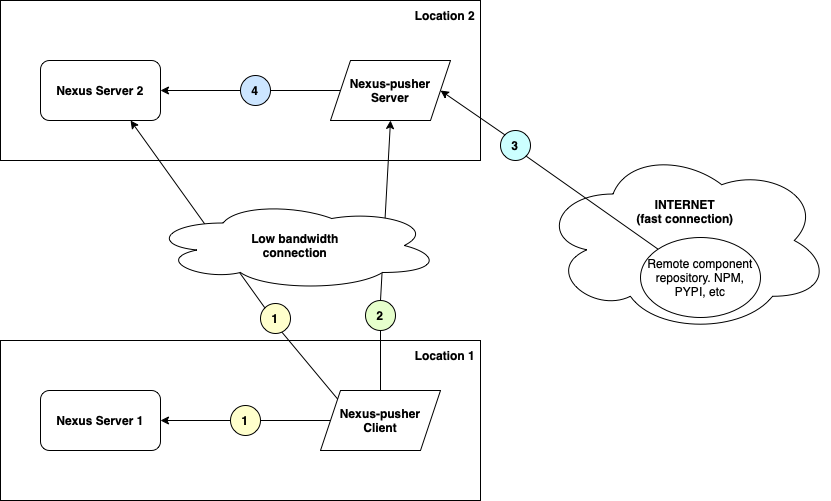 Location 2
Nexus Server 2
4
Nexus-pusher
Server
3
INTERNET
(fast connection)
Low bandwidth
connection
Remote component
repository. NPM,
PYPI, etc
1
2
Location 1
Nexus Server 1
1
Nexus-pusher
Client